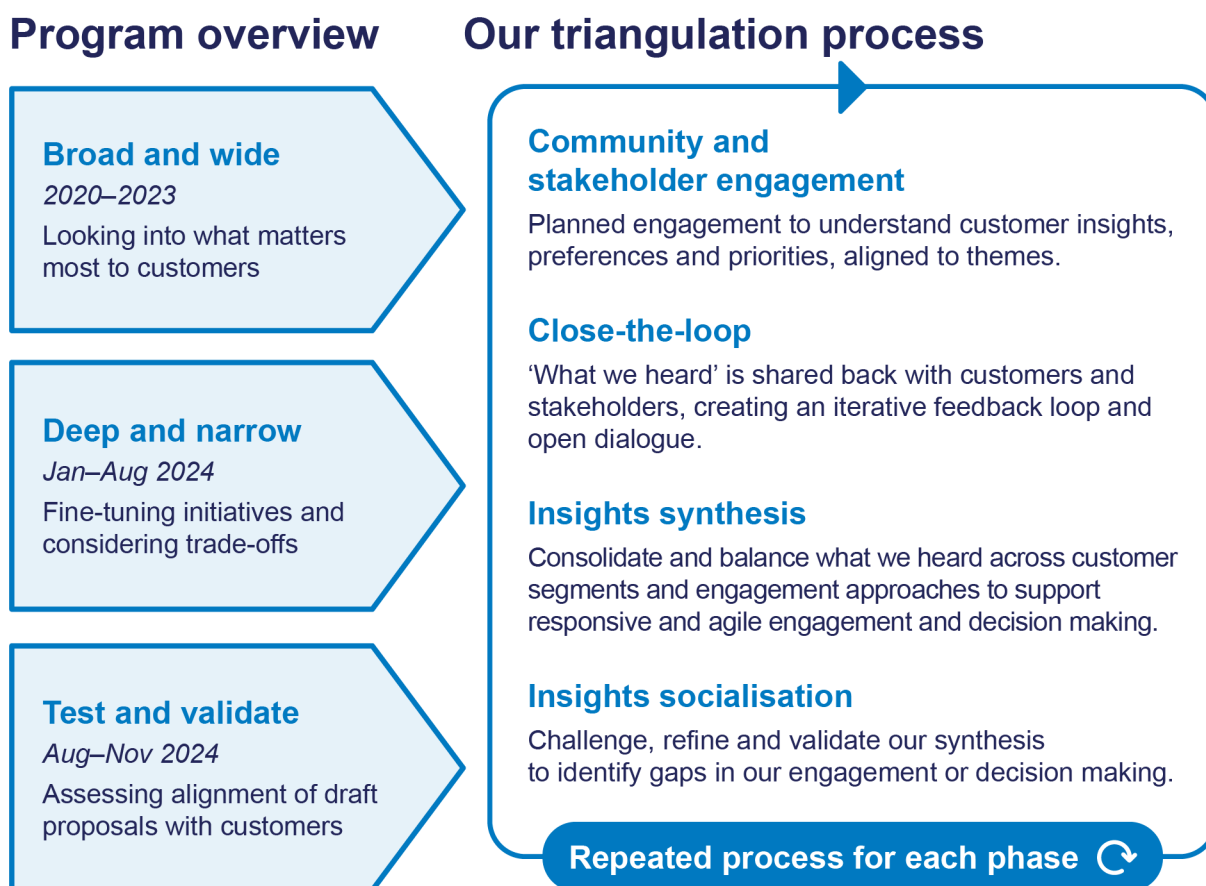 Program overview
Broad and wide
2020–2023
Looking into what matters
most to customers
Deep and narrow
Jan–Aug 2024
Fine-tuning initiatives and
considering trade-offs
Test and validate
Aug–Nov 2024
Assessing alignment of draft
proposals with customers
Our triangulation process
Community and
stakeholder engagement
Planned engagement to understand customer insights,
preferences and priorities, aligned to themes.
Close-the-loop
‘What we heard’ is shared back with customers and
stakeholders, creating an iterative feedback loop and
open dialogue.
Insights synthesis
Consolidate and balance what we heard across customer
segments and engagement approaches to support
responsive and agile engagement and decision making.
Insights socialisation
Challenge, refine and validate our synthesis
to identify gaps in our engagement or decision making.
Repeated process for each phase